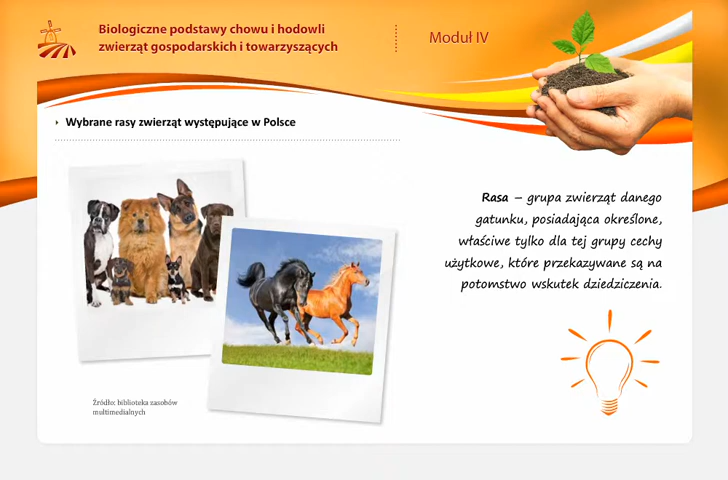 Biologiczne podstawy chowu i hodowli
zwierząt gospodarskich i towarzyszących
Moduł IV
Wybrane rasy zwierząt występujące w Polsce
Rasa – grupa zwierząt danego
gatunku, posiadająca określone,
właściwe tylko dla tej grupy cechy
użytkowe, które przekazywane są na
potomstwo wskutek dziedziczenia.
Źródło: biblioteka zasobów
multimedialnych